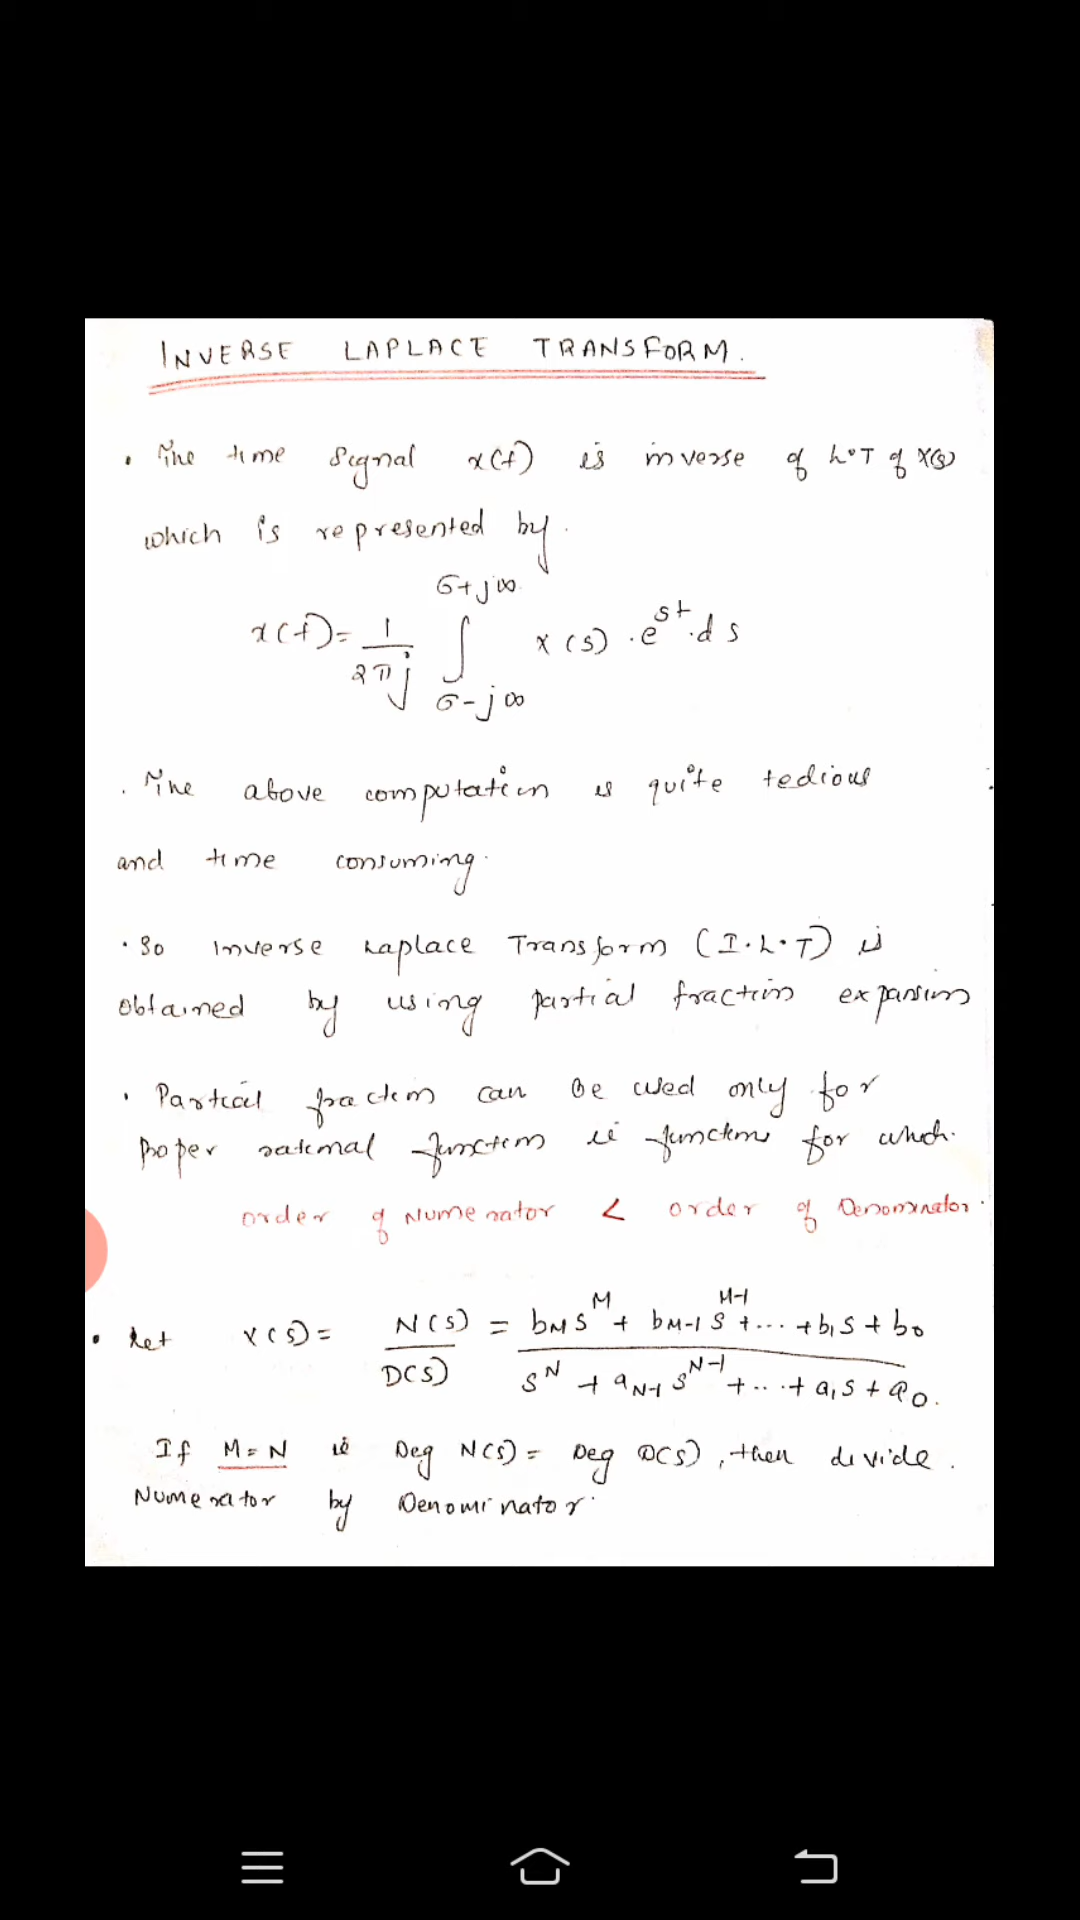 INVERSE LAPLACE TRANSFORM.
• The time signal x(t) is inverse of L.T of X(s)
which is represented by.
σ+j∞
x(t) = 1/2πj ∫ x(s) . e^st . ds
σ-j∞
. The above computation is quite tedious
and time consuming.
• So Inverse Laplace Transform (I.L.T) is
obtained by using partial fraction expansion
• Partial fraction can be used only for
proper rational function ie function for which.
order of Numerator < order of Denominator.
• Let X(s) = N(s)/D(s) = b_M s^M + b_M-1 s^M-1 + ... + b_1 s + b_0 / s^N + a_N-1 s^N-1 + ... + a_1 s + a_0.
If M = N ie Deg N(s) = Deg D(s), then divide.
Numerator by Denominator.